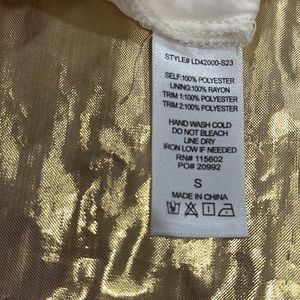 STYLE# LD42000-S23
SELF:100% POLYESTER
LINING:100% RAYON
TRIM 1:100% POLYESTER
TRIM 2:100% POLYESTER
HAND WASH COLD
DO NOT BLEACH
LINE DRY
IRON LOW IF NEEDED
RN# 115602
PO# 20992
S
MADE IN CHINA